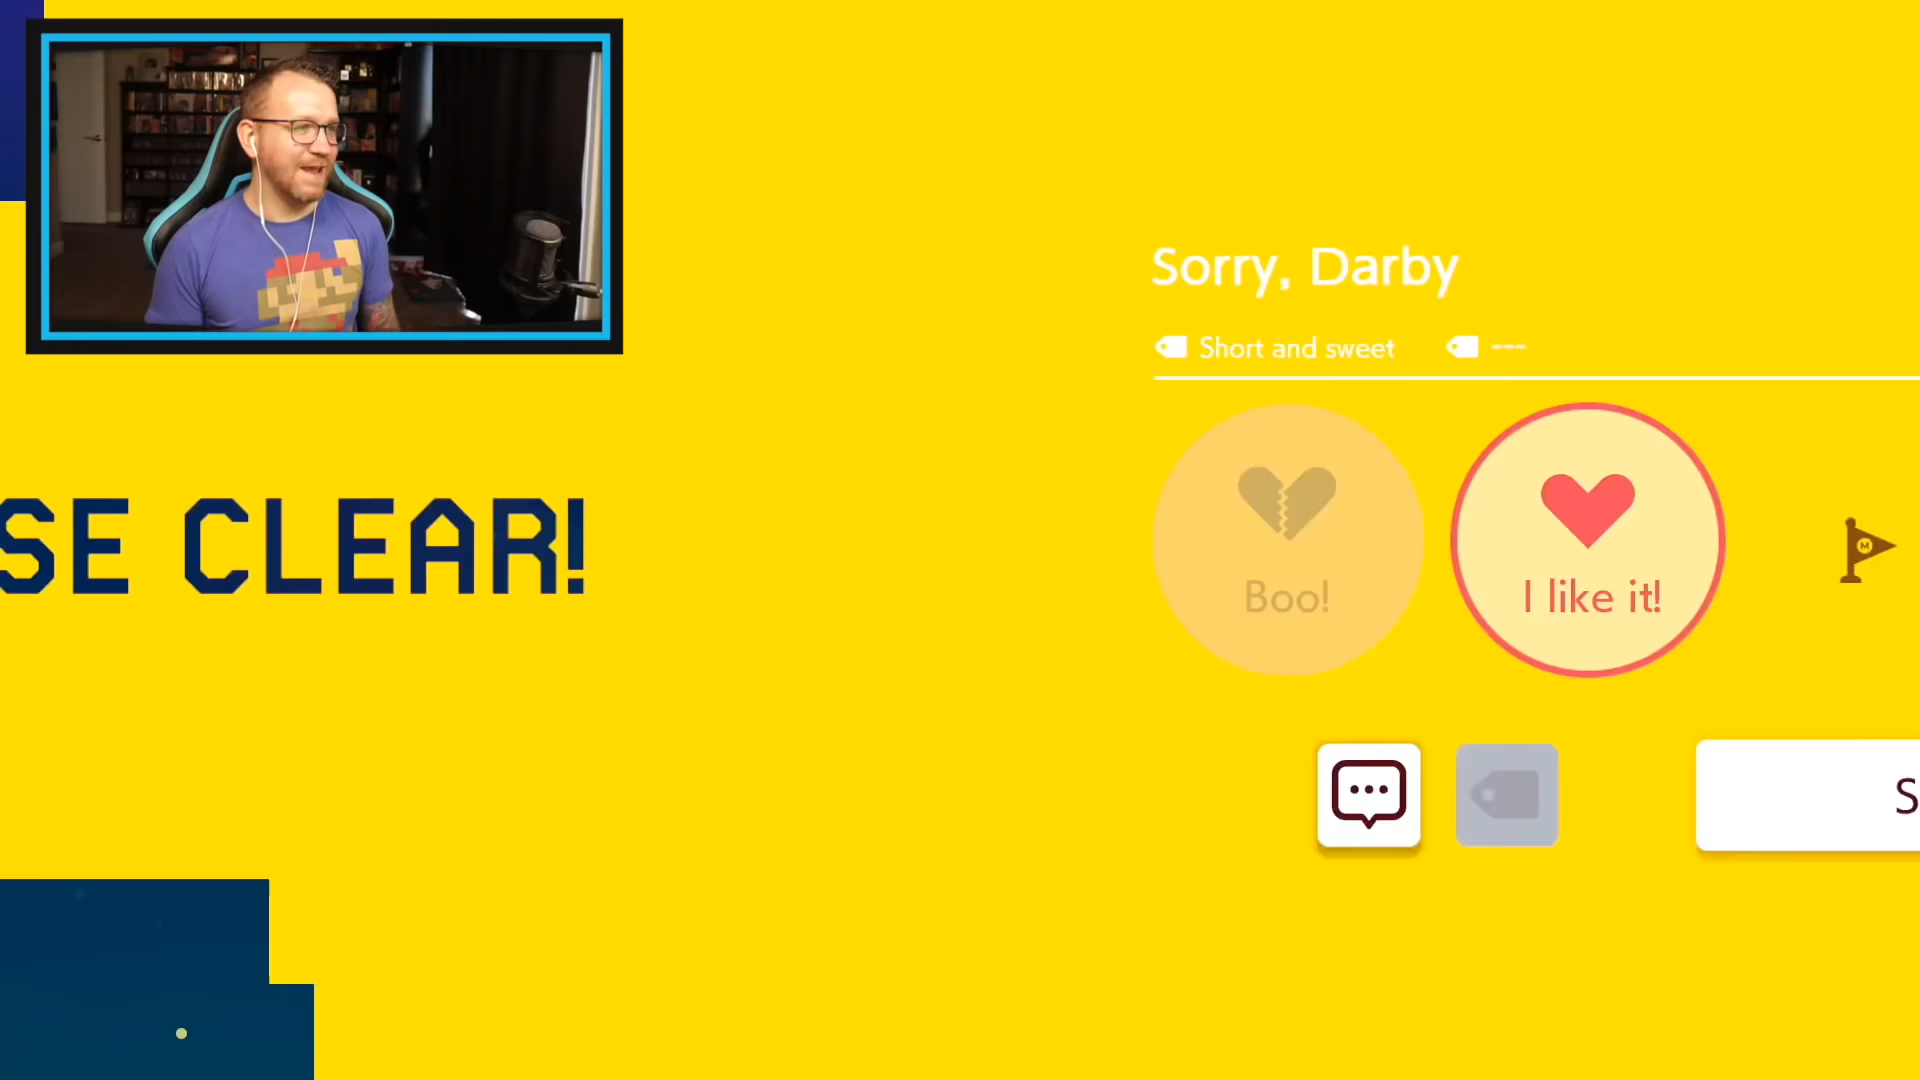 Sorry, Darby
Short and sweet ---
SE CLEAR!
Boo!
I like it!
M
S